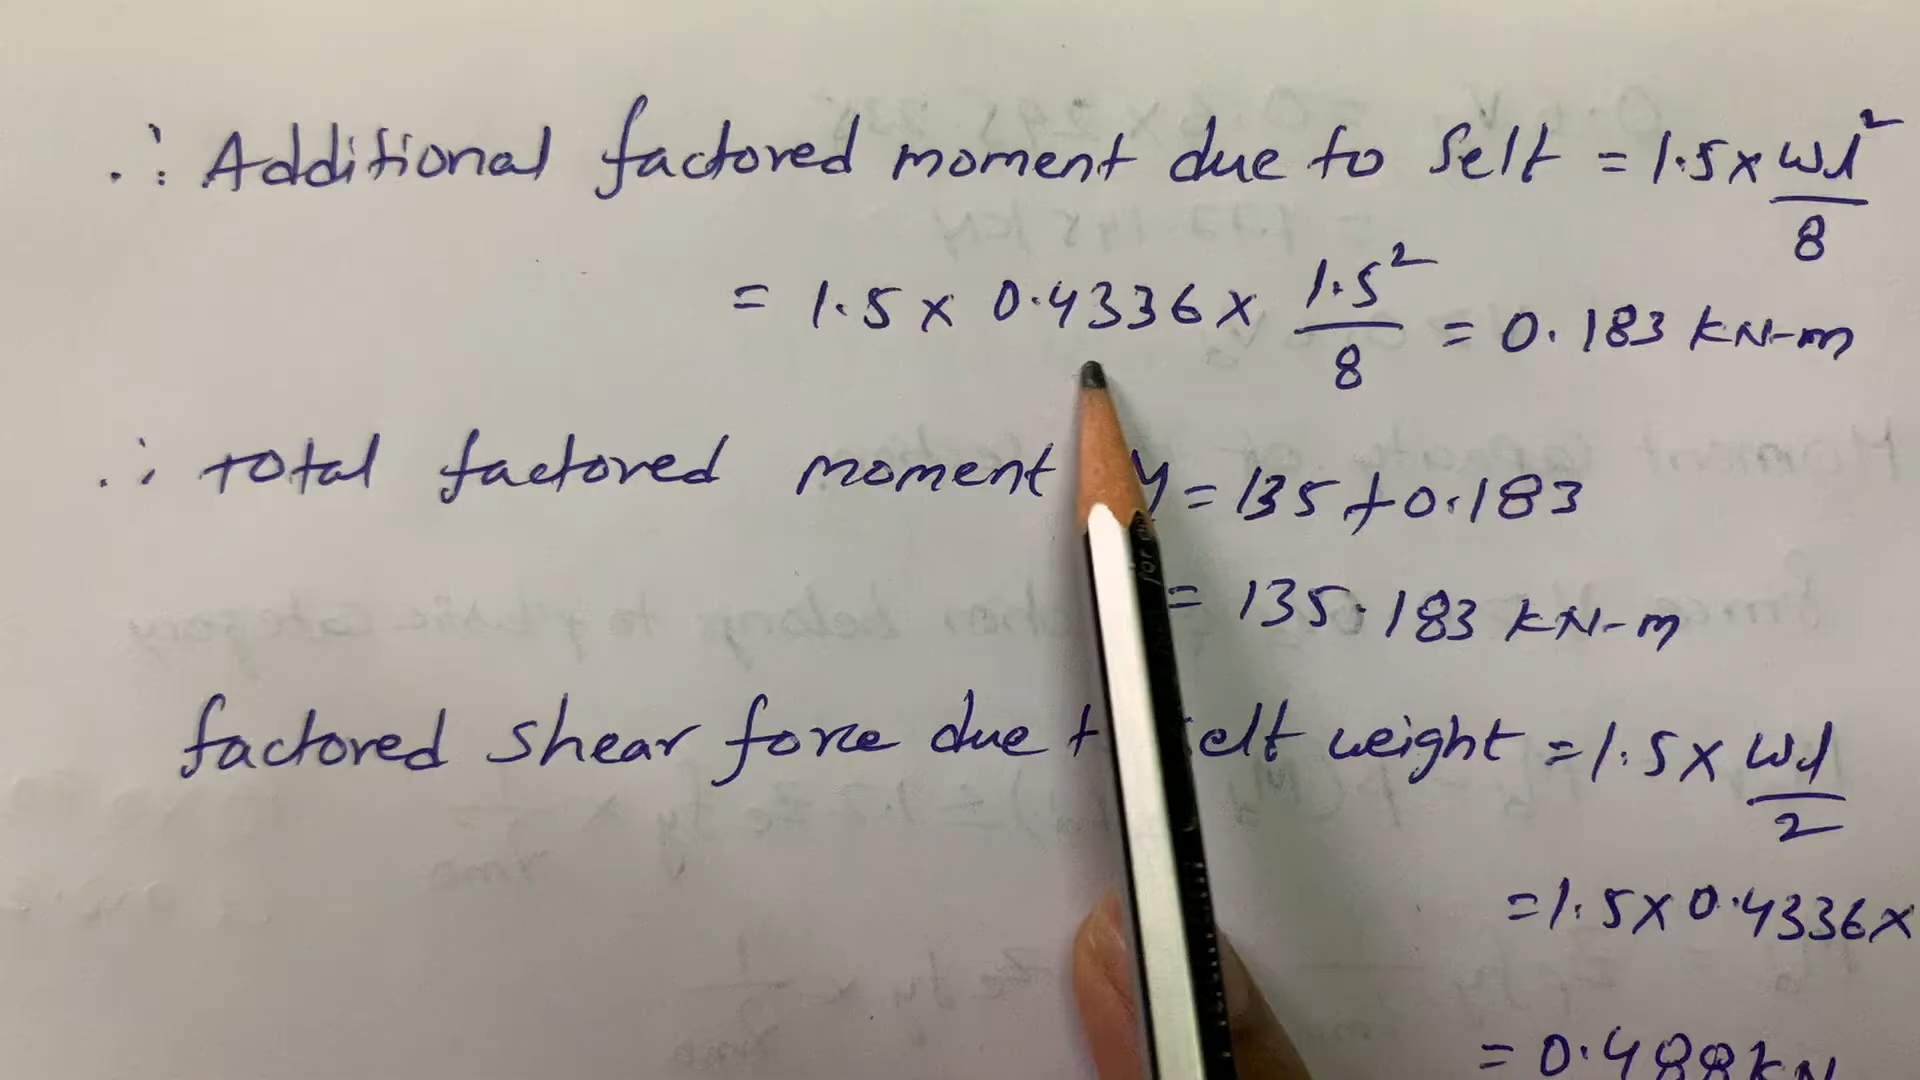 ∴ Additional factored moment due to Self = 1.5 x wl²/8
= 1.5 x 0.4336 x 1.5²/8 = 0.183 KN-m
∴ total factored moment = 135 + 0.183
= 135.183 KN-m
factored shear force due self weight = 1.5 x wl/2
= 1.5 x 0.4336 x
= 0.488 KN